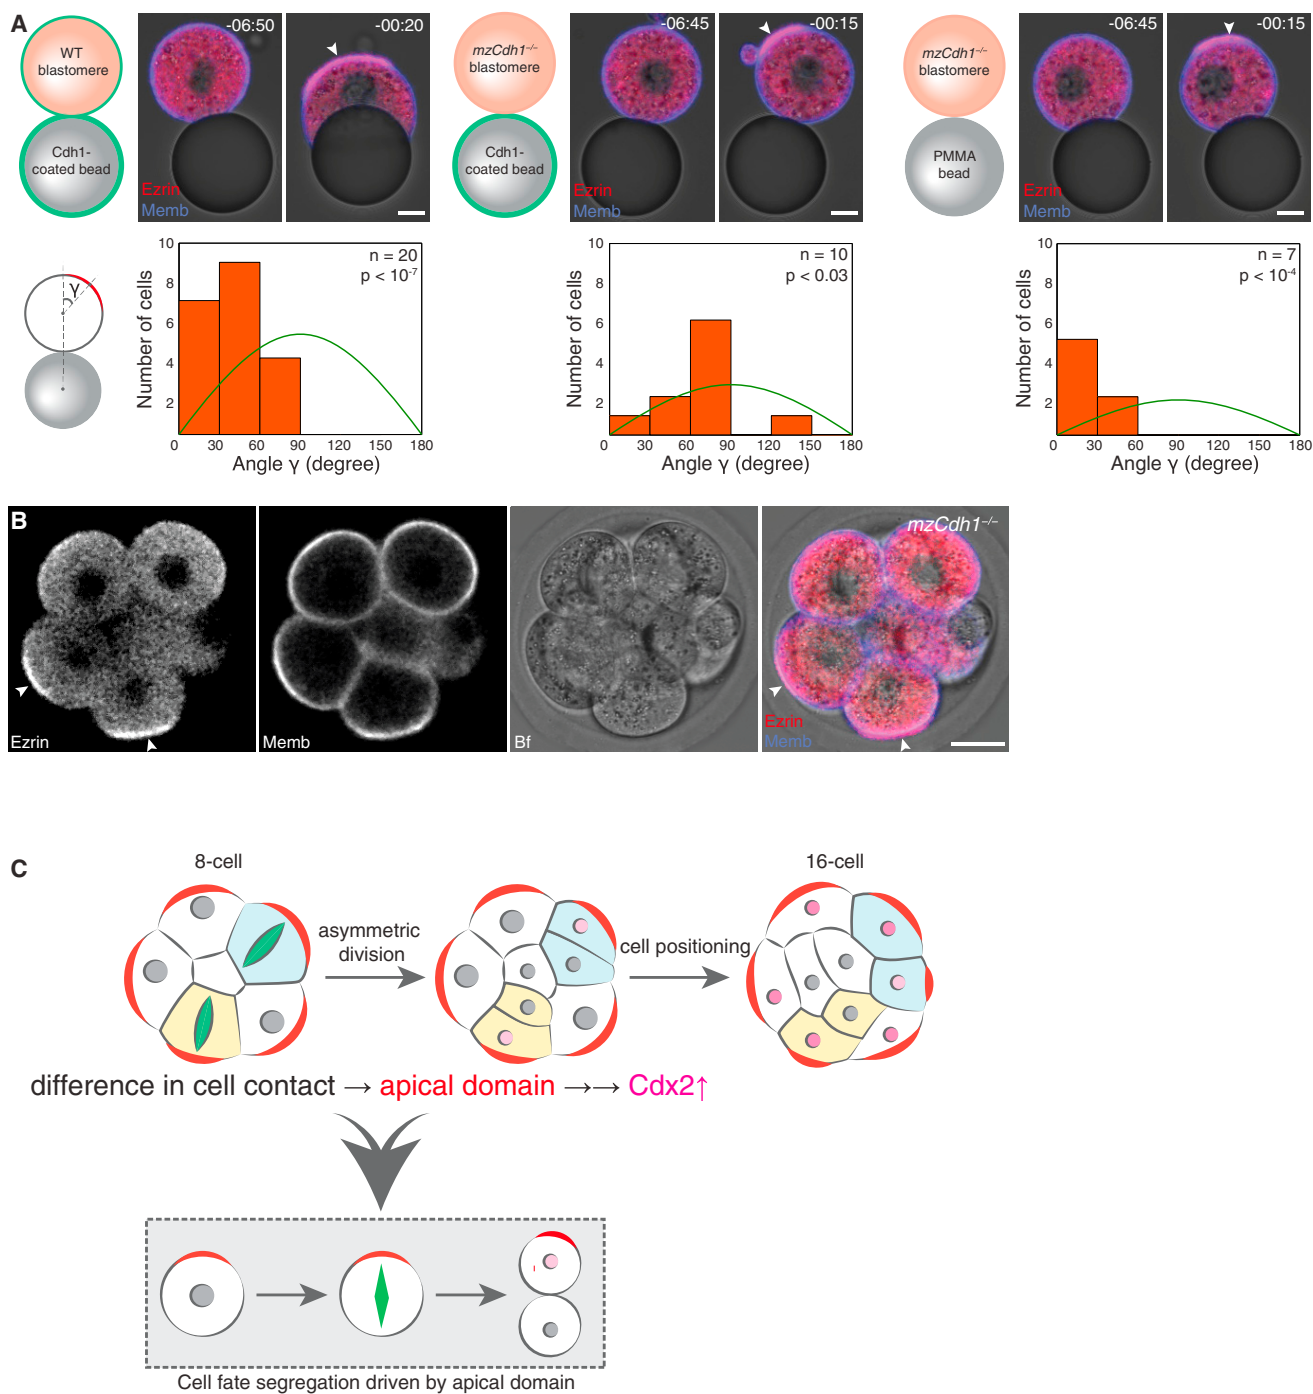 A
WT
blastomere
Cdh1-
coated bead
-06:50
-00:20
Ezrin
Memb
mzCdh1–/–
blastomere
Cdh1-
coated bead
-06:45
-00:15
Ezrin
Memb
mzCdh1–/–
blastomere
PMMA
bead
-06:45
-00:15
Ezrin
Memb
γ
Number of cells
10
8
6
4
2
n = 20
p < 10-7
0 30 60 90 120 150 180
Angle γ (degree)
Number of cells
10
8
6
4
2
n = 10
p < 0.03
0 30 60 90 120 150 180
Angle γ (degree)
Number of cells
10
8
6
4
2
n = 7
p < 10-4
0 30 60 90 120 150 180
Angle γ (degree)
B
Ezrin
Memb
Bf
mzCdh1–/–
Ezrin
Memb
C
8-cell
asymmetric
division
cell positioning
16-cell
difference in cell contact → apical domain →→ Cdx2↑
Cell fate segregation driven by apical domain